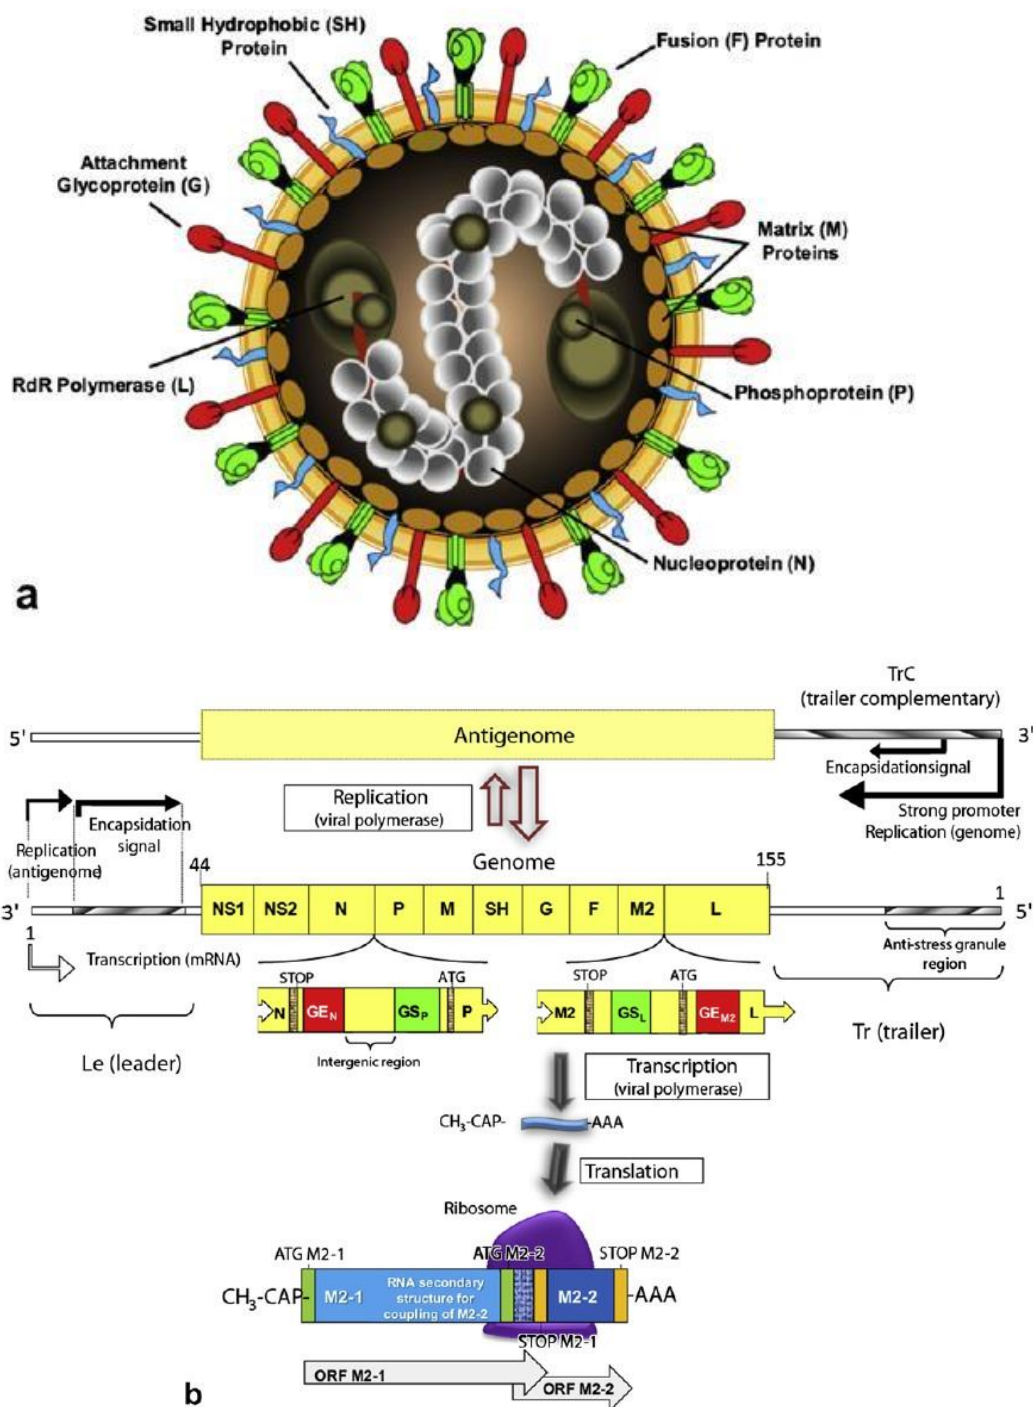 Small Hydrophobic (SH)
Protein
Fusion (F) Protein
Attachment
Glycoprotein (G)
Matrix (M)
Proteins
RdR Polymerase (L)
Phosphoprotein (P)
Nucleoprotein (N)
a
TrC
(trailer complementary)
5'
Antigenome
3'
Encapsidationsignal
Strong promoter
Replication (genome)
Replication
(viral polymerase)
Encapsidation
signal
Replication
(antigenome)
44
Genome
155
3'
NS1
NS2
N
P
M
SH
G
F
M2
L
1
5'
1
Transcription (mRNA)
Anti-stress granule
region
Le (leader)
STOP
ATG
N
GEN
GSP
P
Intergenic region
STOP
ATG
M2
GSL
GEM2
L
Tr (trailer)
Transcription
(viral polymerase)
CH3-CAP-
-AAA
Translation
Ribosome
ATG M2-1
ATG M2-2
STOP M2-2
CH3-CAP-
M2-1
RNA secondary
structure for
coupling of M2-2
M2-2
-AAA
STOP M2-1
ORF M2-1
ORF M2-2
b